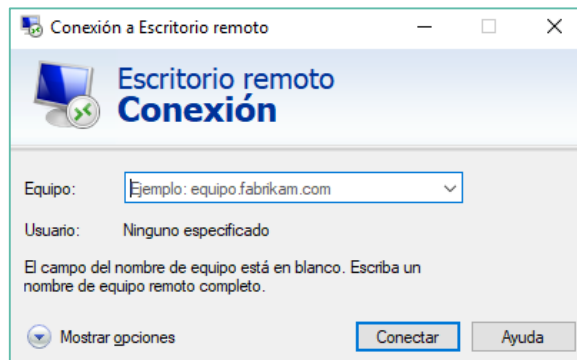 Conexión a Escritorio remoto
Escritorio remoto
Conexión
Equipo: Ejemplo: equipo.fabrikam.com
Usuario: Ninguno especificado
El campo del nombre de equipo está en blanco. Escriba un
nombre de equipo remoto completo.
Mostrar opciones Conectar Ayuda